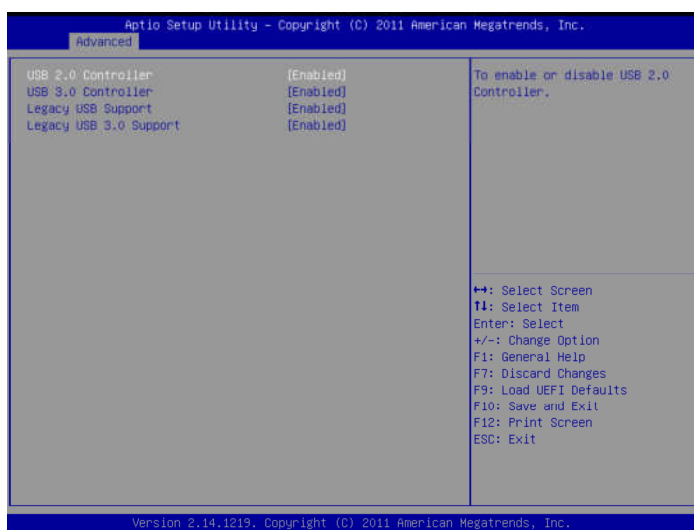 Aptio Setup Utility – Copyright (C) 2011 American Megatrends, Inc.
Advanced
USB 2.0 Controller [Enabled]
USB 3.0 Controller [Enabled]
Legacy USB Support [Enabled]
Legacy USB 3.0 Support [Enabled]
To enable or disable USB 2.0
Controller.
↔: Select Screen
↑↓: Select Item
Enter: Select
+/-: Change Option
F1: General Help
F7: Discard Changes
F9: Load UEFI Defaults
F10: Save and Exit
F12: Print Screen
ESC: Exit
Version 2.14.1219. Copyright (C) 2011 American Megatrends, Inc.